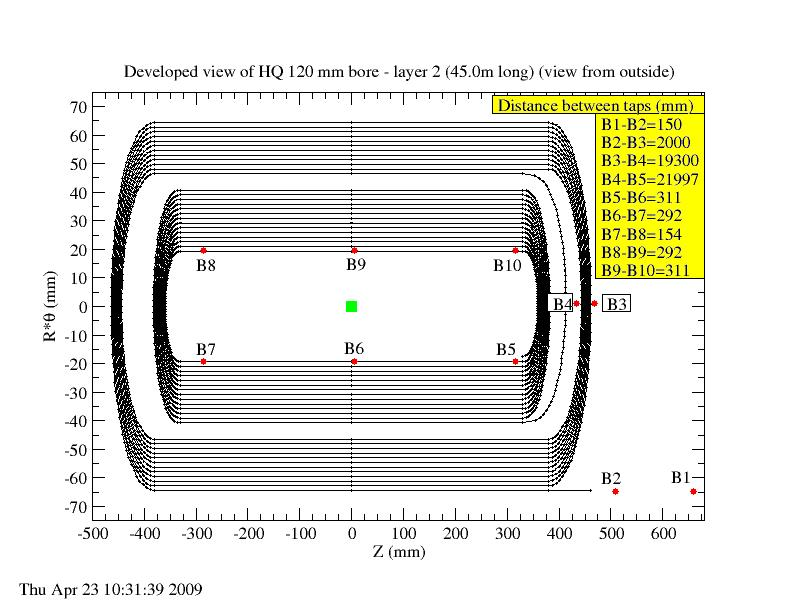 Developed view of HQ 120 mm bore - layer 2 (45.0m long) (view from outside)
Distance between taps (mm)
B1-B2=150
B2-B3=2000
B3-B4=19300
B4-B5=21997
B5-B6=311
B6-B7=292
B7-B8=154
B8-B9=292
B9-B10=311
70
60
50
40
30
20
10
0
-10
-20
-30
-40
-50
-60
-70
R*θ (mm)
B8 B9 B10
B4 B3
B7 B6 B5
B2 B1
-500 -400 -300 -200 -100 0 100 200 300 400 500 600
Z (mm)
Thu Apr 23 10:31:39 2009